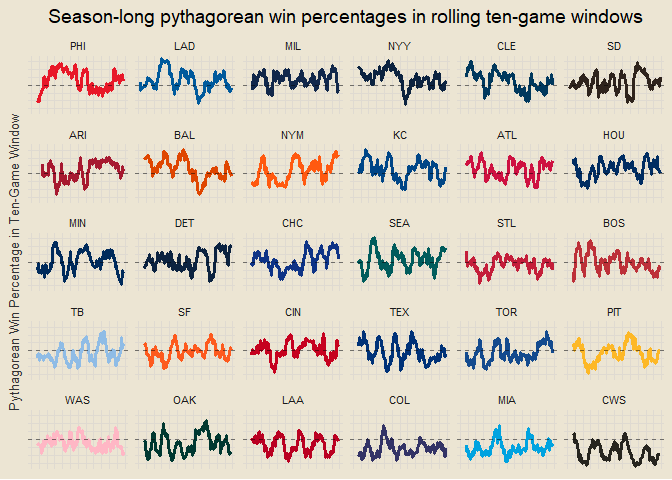 Season-long pythagorean win percentages in rolling ten-game windows
PHI LAD MIL NYY CLE SD
ARI BAL NYM KC ATL HOU
MIN DET CHC SEA STL BOS
TB SF CIN TEX TOR PIT
WAS OAK LAA COL MIA CWS
Pythagorean Win Percentage in Ten-Game Window